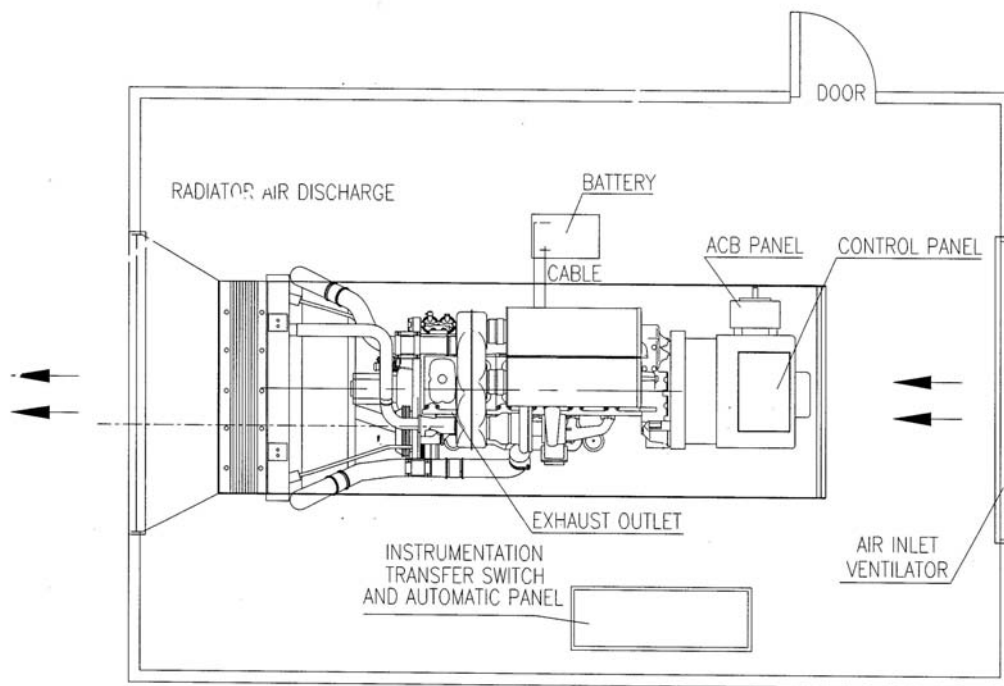 DOOR
RADIATOR AIR DISCHARGE
BATTERY
ACB PANEL
CONTROL PANEL
CABLE
EXHAUST OUTLET
INSTRUMENTATION
TRANSFER SWITCH
AND AUTOMATIC PANEL
AIR INLET
VENTILATOR